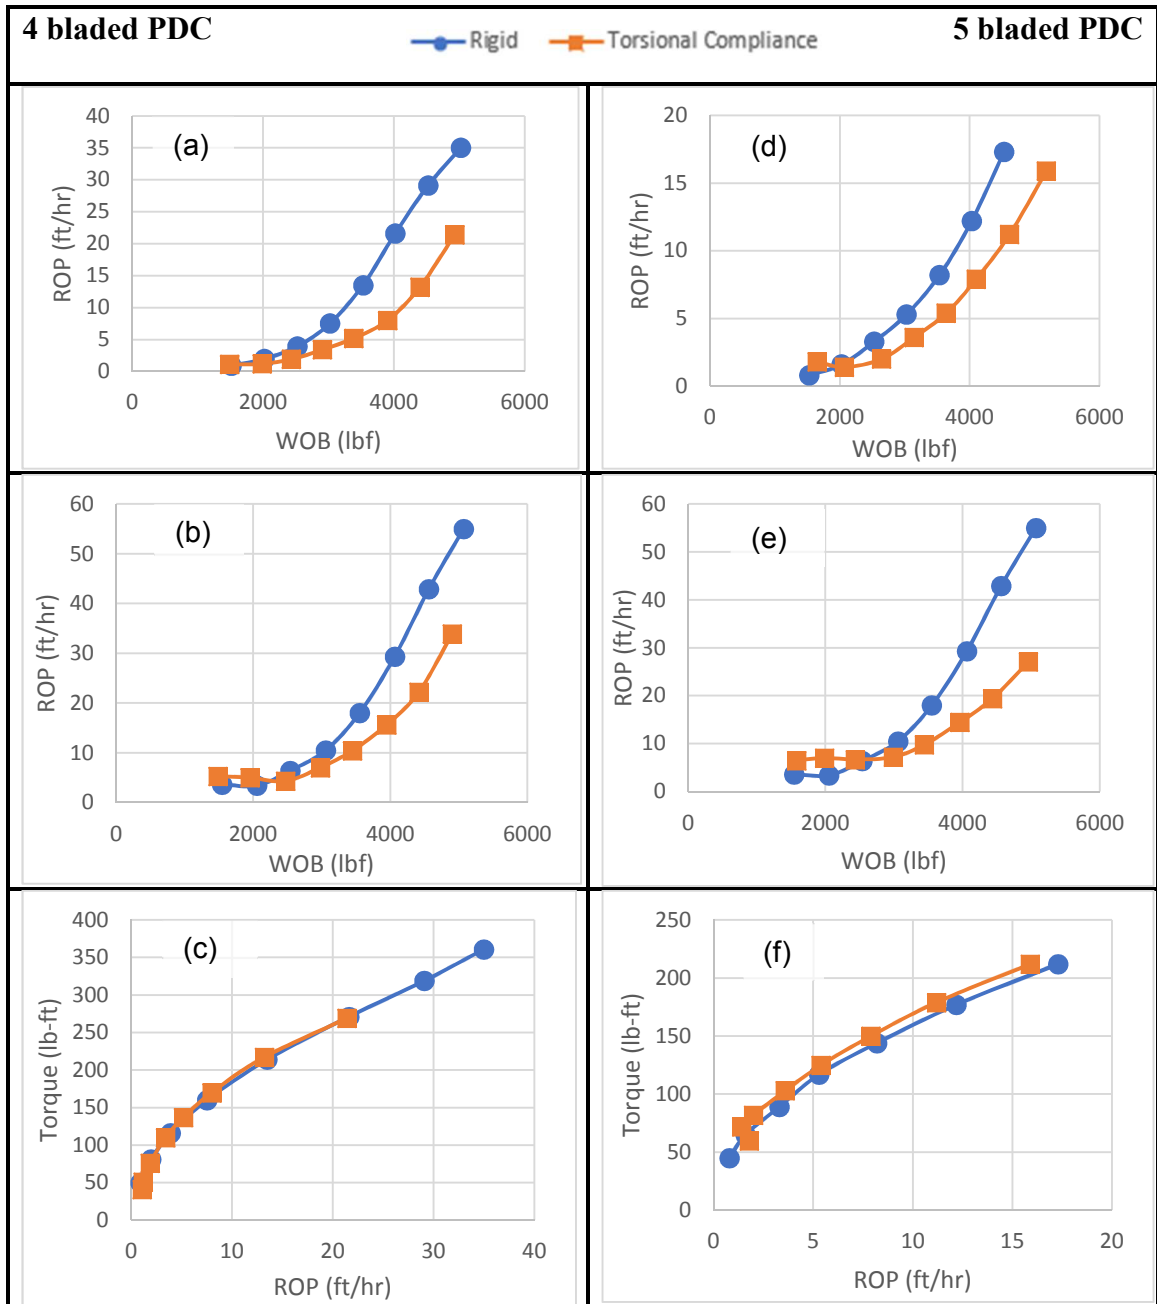 4 bladed PDC
Rigid Torsional Compliance
5 bladed PDC
(a)
ROP (ft/hr)
40
35
30
25
20
15
10
5
0
0 2000 4000 6000
WOB (lbf)
(d)
ROP (ft/hr)
20
15
10
5
0
0 2000 4000 6000
WOB (lbf)
(b)
ROP (ft/hr)
60
50
40
30
20
10
0
0 2000 4000 6000
WOB (lbf)
(e)
ROP (ft/hr)
60
50
40
30
20
10
0
0 2000 4000 6000
WOB (lbf)
(c)
Torque (lb-ft)
400
350
300
250
200
150
100
50
0
0 10 20 30 40
ROP (ft/hr)
(f)
Torque (lb-ft)
250
200
150
100
50
0
0 5 10 15 20
ROP (ft/hr)